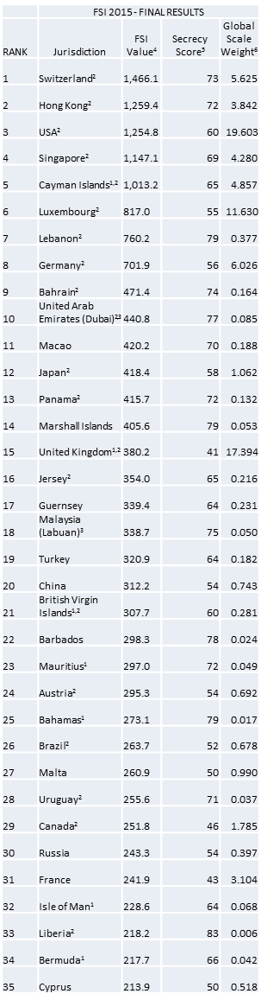 FSI 2015 - FINAL RESULTS
RANK Jurisdiction FSI Value⁴ Secrecy Score⁵ Global Scale Weight⁶
1 Switzerland² 1,466.1 73 5.625
2 Hong Kong² 1,259.4 72 3.842
3 USA² 1,254.8 60 19.603
4 Singapore² 1,147.1 69 4.280
5 Cayman Islands¹,² 1,013.2 65 4.857
6 Luxembourg² 817.0 55 11.630
7 Lebanon² 760.2 79 0.377
8 Germany² 701.9 56 6.026
9 Bahrain² 471.4 74 0.164
10 United Arab Emirates (Dubai)²,³ 440.8 77 0.085
11 Macao 420.2 70 0.188
12 Japan² 418.4 58 1.062
13 Panama² 415.7 72 0.132
14 Marshall Islands 405.6 79 0.053
15 United Kingdom¹,² 380.2 41 17.394
16 Jersey² 354.0 65 0.216
17 Guernsey 339.4 64 0.231
18 Malaysia (Labuan)³ 338.7 75 0.050
19 Turkey 320.9 64 0.182
20 China 312.2 54 0.743
21 British Virgin Islands¹,² 307.7 60 0.281
22 Barbados 298.3 78 0.024
23 Mauritius¹ 297.0 72 0.049
24 Austria² 295.3 54 0.692
25 Bahamas¹ 273.1 79 0.017
26 Brazil² 263.7 52 0.678
27 Malta 260.9 50 0.990
28 Uruguay² 255.6 71 0.037
29 Canada² 251.8 46 1.785
30 Russia 243.3 54 0.397
31 France 241.9 43 3.104
32 Isle of Man¹ 228.6 64 0.068
33 Liberia² 218.2 83 0.006
34 Bermuda¹ 217.7 66 0.042
35 Cyprus 213.9 50 0.518